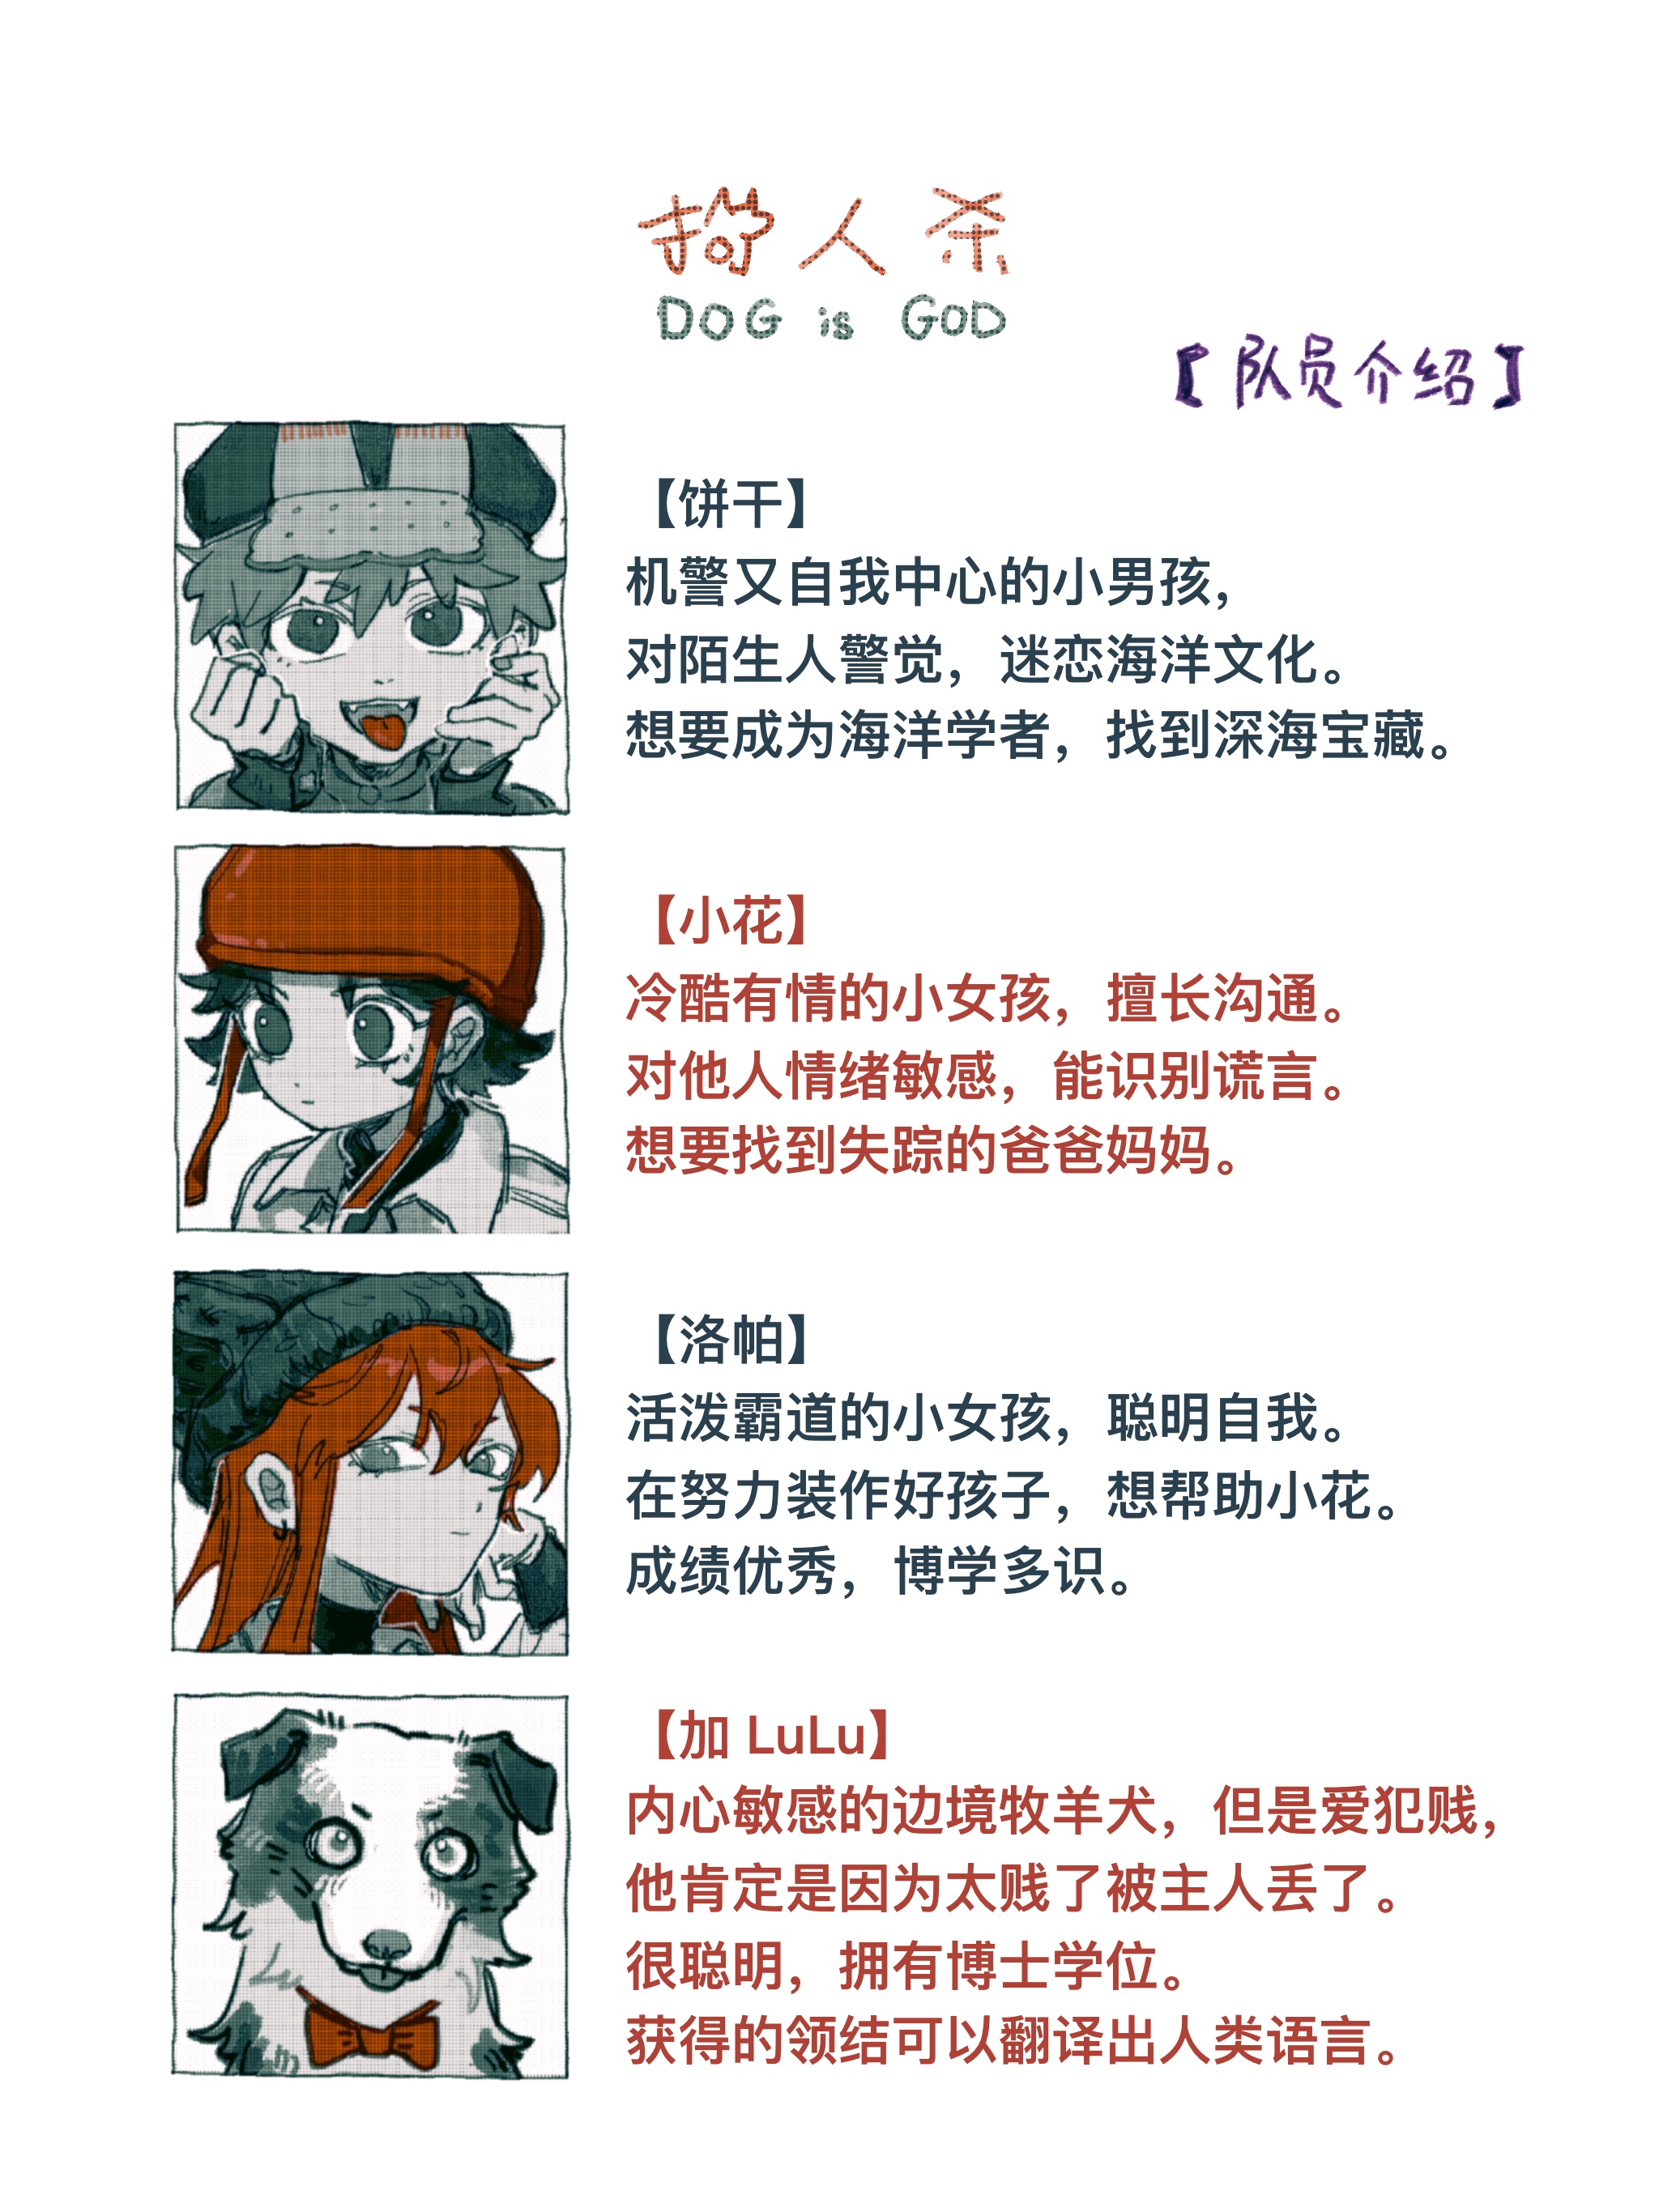 人杀
DOG is GOD
【队员介绍】
【饼干】
机警又自我中心的小男孩，
对陌生人警觉，迷恋海洋文化。
想要成为海洋学者，找到深海宝藏。
【小花】
冷酷有情的小女孩，擅长沟通。
对他人情绪敏感，能识别谎言。
想要找到失踪的爸爸妈妈。
【洛帕】
活泼霸道的小女孩，聪明自我。
在努力装作好孩子，想帮助小花。
成绩优秀，博学多识。
【加 LuLu】
内心敏感的边境牧羊犬，但是爱犯贱，
他肯定是因为太贱了被主人丢了。
很聪明，拥有博士学位。
获得的领结可以翻译出人类语言。